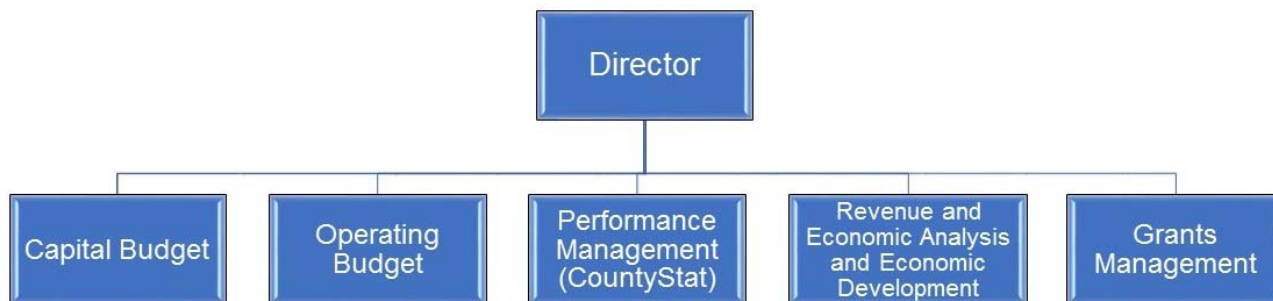 Director
Capital Budget
Operating
Budget
Performance
Management
(CountyStat)
Revenue and
Economic Analysis
and Economic
Development
Grants
Management